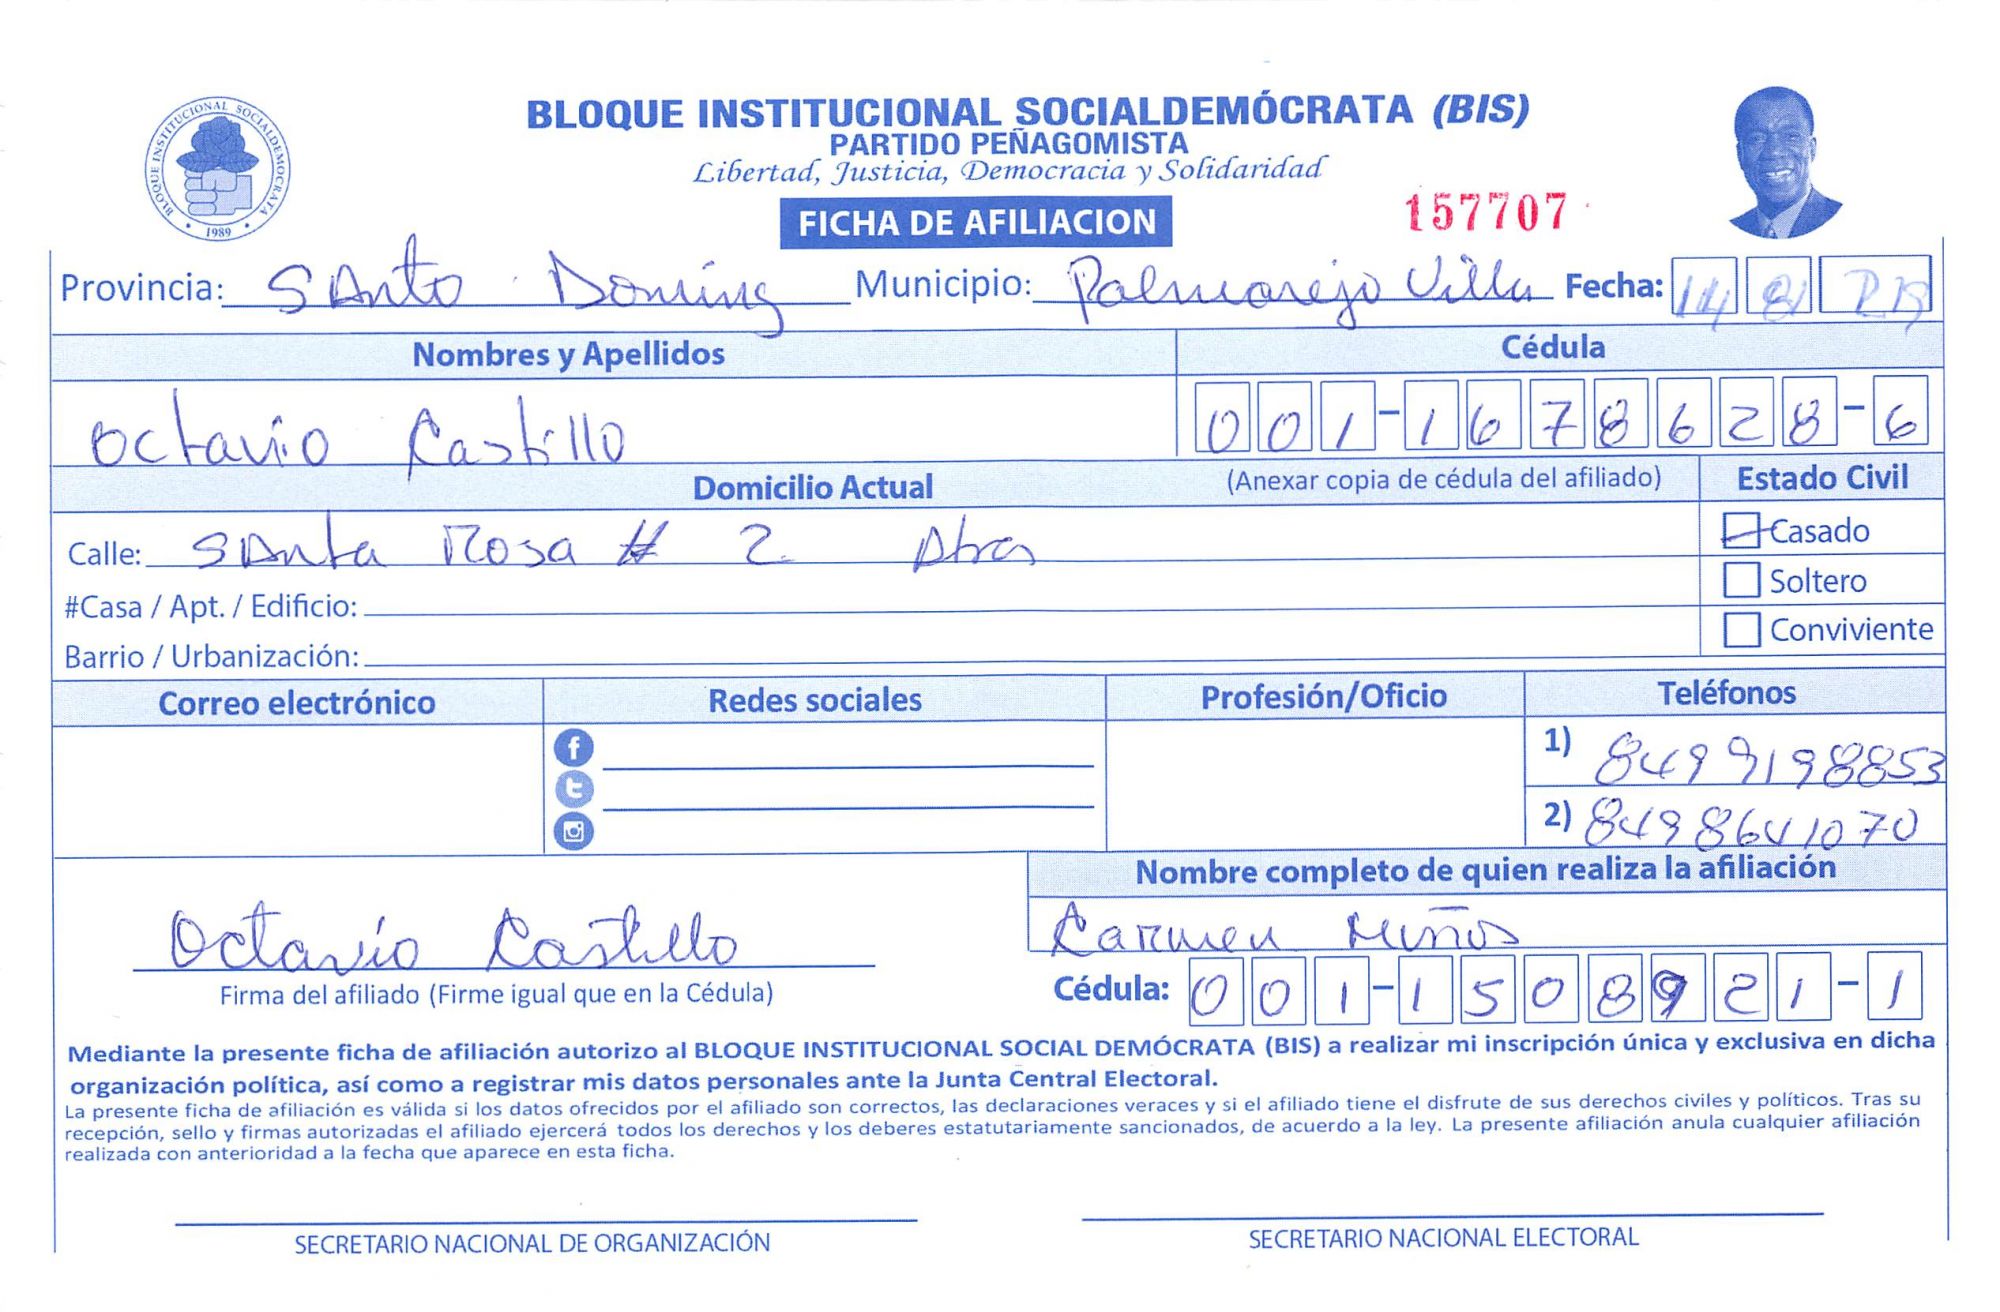 BLOQUE INSTITUCIONAL SOCIALDEMÓCRATA
1989
BLOQUE INSTITUCIONAL SOCIALDEMÓCRATA (BIS)
PARTIDO PEÑAGOMISTA
Libertad, Justicia, Democracia y Solidaridad
FICHA DE AFILIACION
157707
Provincia: SAnto Doming Municipio: Palmarejo Villa Fecha: 14
Nombres y Apellidos Cédula
Octavio Castillo 001-1678628-6
Domicilio Actual (Anexar copia de cédula del afiliado) Estado Civil
Calle: SAnta Rosa # 2 Atras Casado
#Casa / Apt. / Edificio: Soltero
Barrio / Urbanización: Conviviente
Correo electrónico Redes sociales Profesión/Oficio Teléfonos
1) 8499198853
2) 8498641070
Nombre completo de quien realiza la afiliación
Octavio Castillo Carmen
Firma del afiliado (Firme igual que en la Cédula) Cédula: 001-1508921-1
Mediante la presente ficha de afiliación autorizo al BLOQUE INSTITUCIONAL SOCIAL DEMÓCRATA (BIS) a realizar mi inscripción única y exclusiva en dicha
organización política, así como a registrar mis datos personales ante la Junta Central Electoral.
La presente ficha de afiliación es válida si los datos ofrecidos por el afiliado son correctos, las declaraciones veraces y si el afiliado tiene el disfrute de sus derechos civiles y políticos. Tras su
recepción, sello y firmas autorizadas el afiliado ejercerá todos los derechos y los deberes estatutariamente sancionados, de acuerdo a la ley. La presente afiliación anula cualquier afiliación
realizada con anterioridad a la fecha que aparece en esta ficha.
SECRETARIO NACIONAL DE ORGANIZACIÓN SECRETARIO NACIONAL ELECTORAL